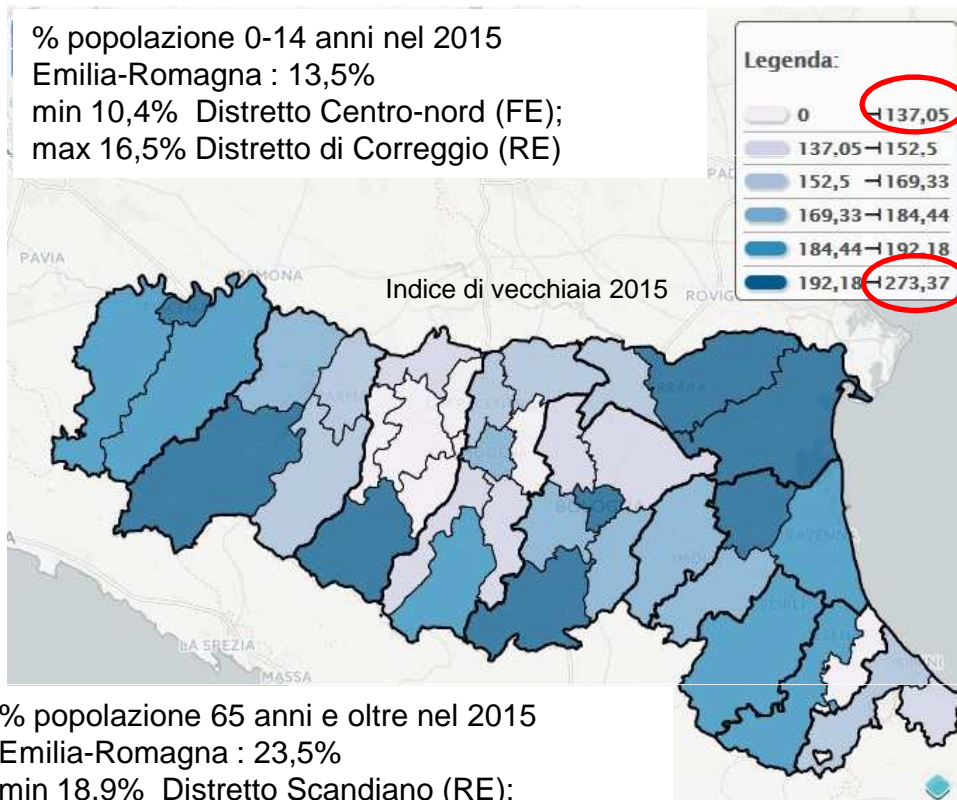 % popolazione 0-14 anni nel 2015
Emilia-Romagna : 13,5%
min 10,4% Distretto Centro-nord (FE);
max 16,5% Distretto di Correggio (RE)
Legenda:
0 ⊣137,05
137,05⊣152,5
152,5 ⊣169,33
169,33⊣184,44
184,44⊣192,18
192,18⊣273,37
PAVIA
Indice di vecchiaia 2015
BOLOGNA
RAVENNA
FORLI
LA SPEZIA
MASSA
% popolazione 65 anni e oltre nel 2015
Emilia-Romagna : 23,5%
min 18,9% Distretto Scandiano (RE);